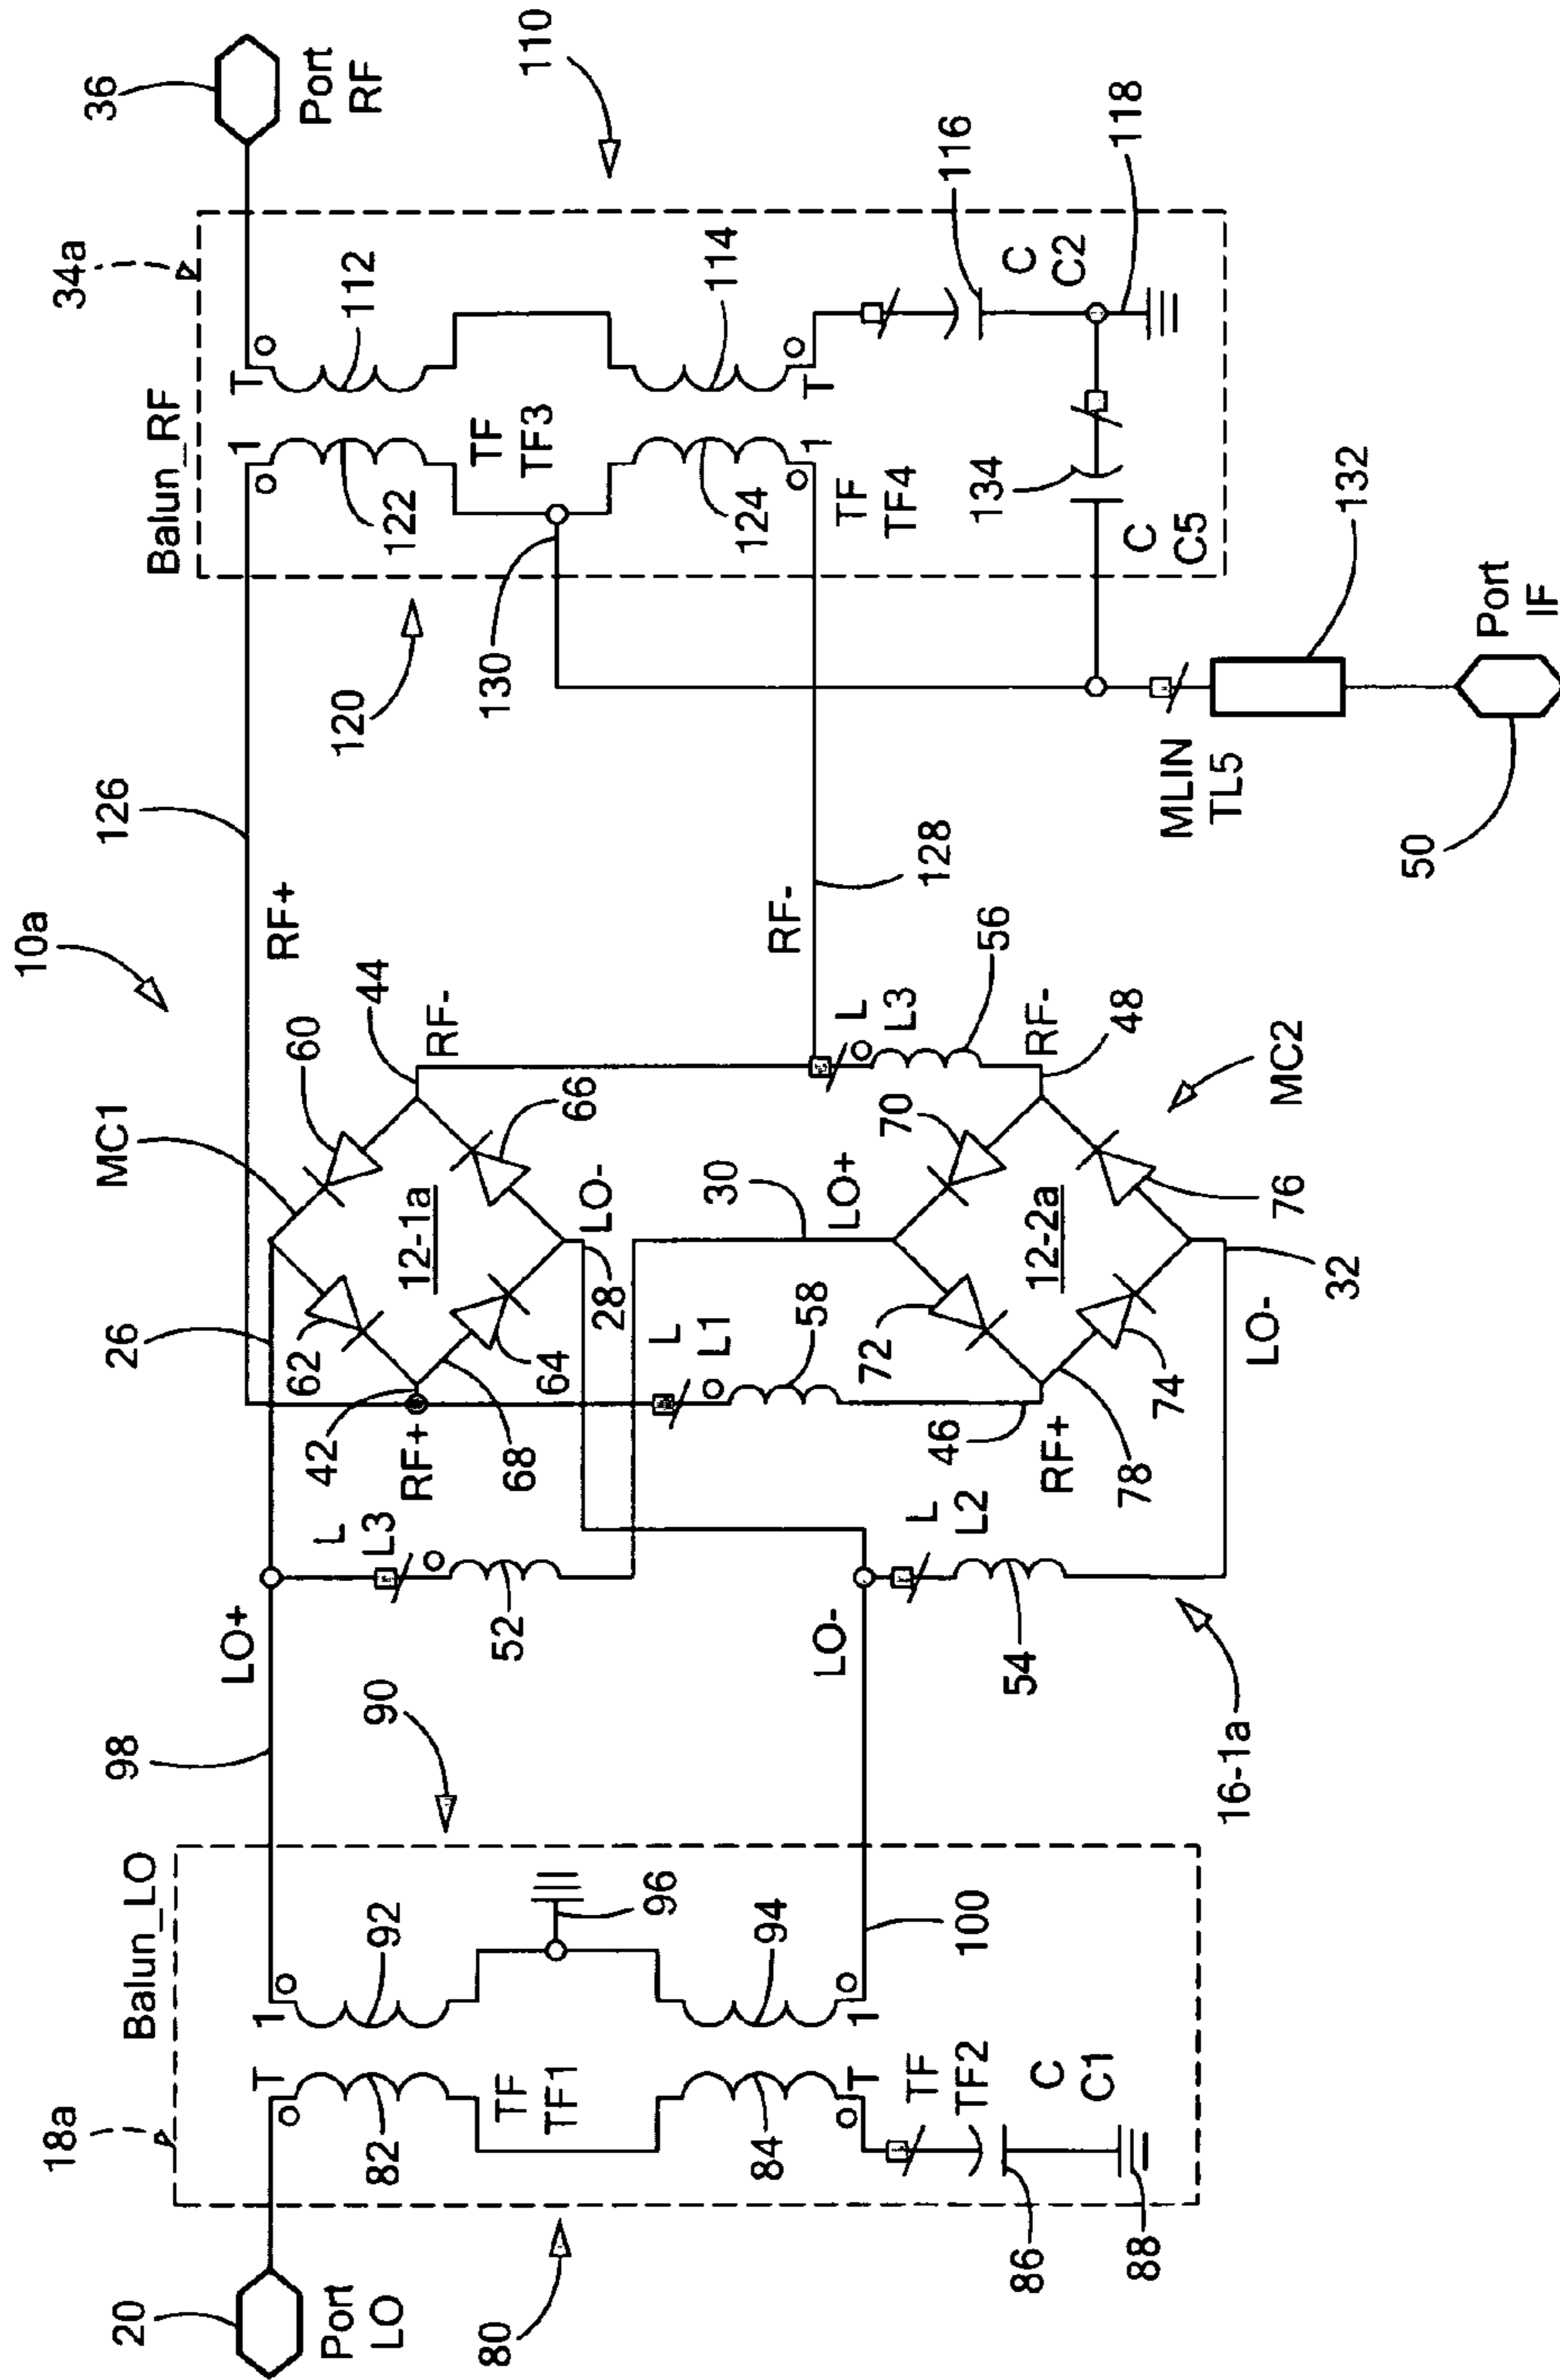 10a
18a
Balun_LO
20
Port
LO
80
82
84
86
88
T
T
TF
TF1
TF
TF2
C
C1
1
1
92
94
96
90
98
100
LO+
LO-
L
L3
52
L
L2
54
16-1a
26
MC1
60
62
64
66
68
12-1a
42
RF+
44
RF-
28
LO-
L
L1
58
30
LO+
46
RF+
70
72
74
76
78
12-2a
32
LO-
48
RF-
MC2
L
L3
56
126
RF+
RF-
128
120
Balun_RF
34a
1
1
T
T
122
124
112
114
TF
TF3
TF
TF4
130
134
C
C5
C
C2
116
118
110
36
Port
RF
MLIN
TL5
132
50
Port
IF